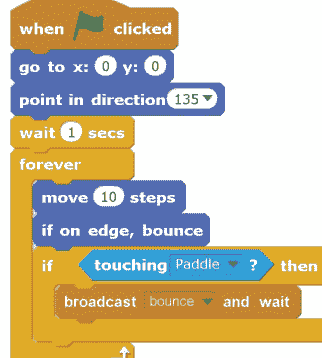 when clicked
go to x: 0 y: 0
point in direction 135
wait 1 secs
forever
move 10 steps
if on edge, bounce
if touching Paddle ? then
broadcast bounce and wait